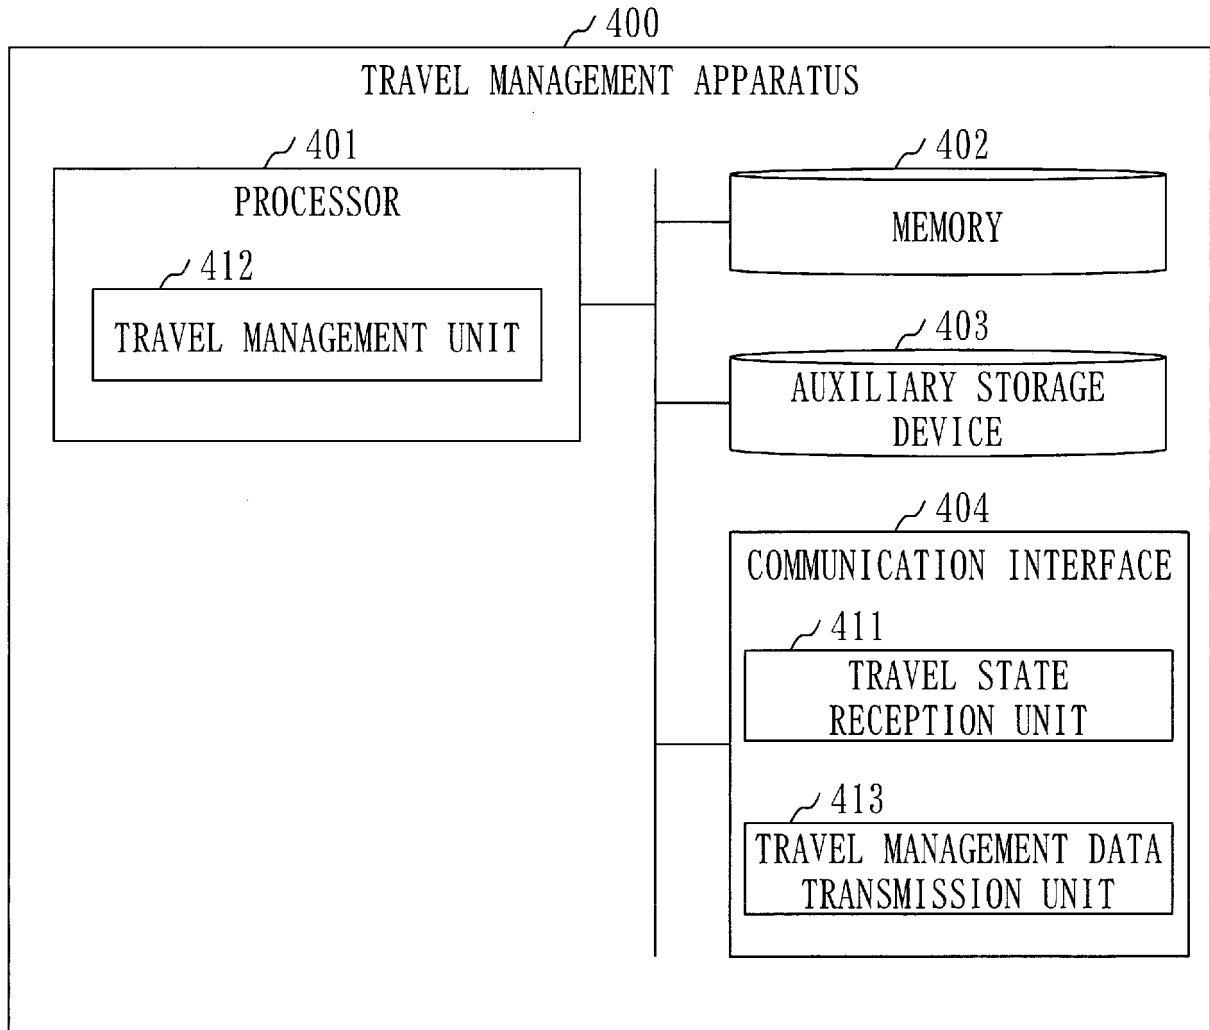 400
TRAVEL MANAGEMENT APPARATUS
401
PROCESSOR
412
TRAVEL MANAGEMENT UNIT
402
MEMORY
403
AUXILIARY STORAGE
DEVICE
404
COMMUNICATION INTERFACE
411
TRAVEL STATE
RECEPTION UNIT
413
TRAVEL MANAGEMENT DATA
TRANSMISSION UNIT